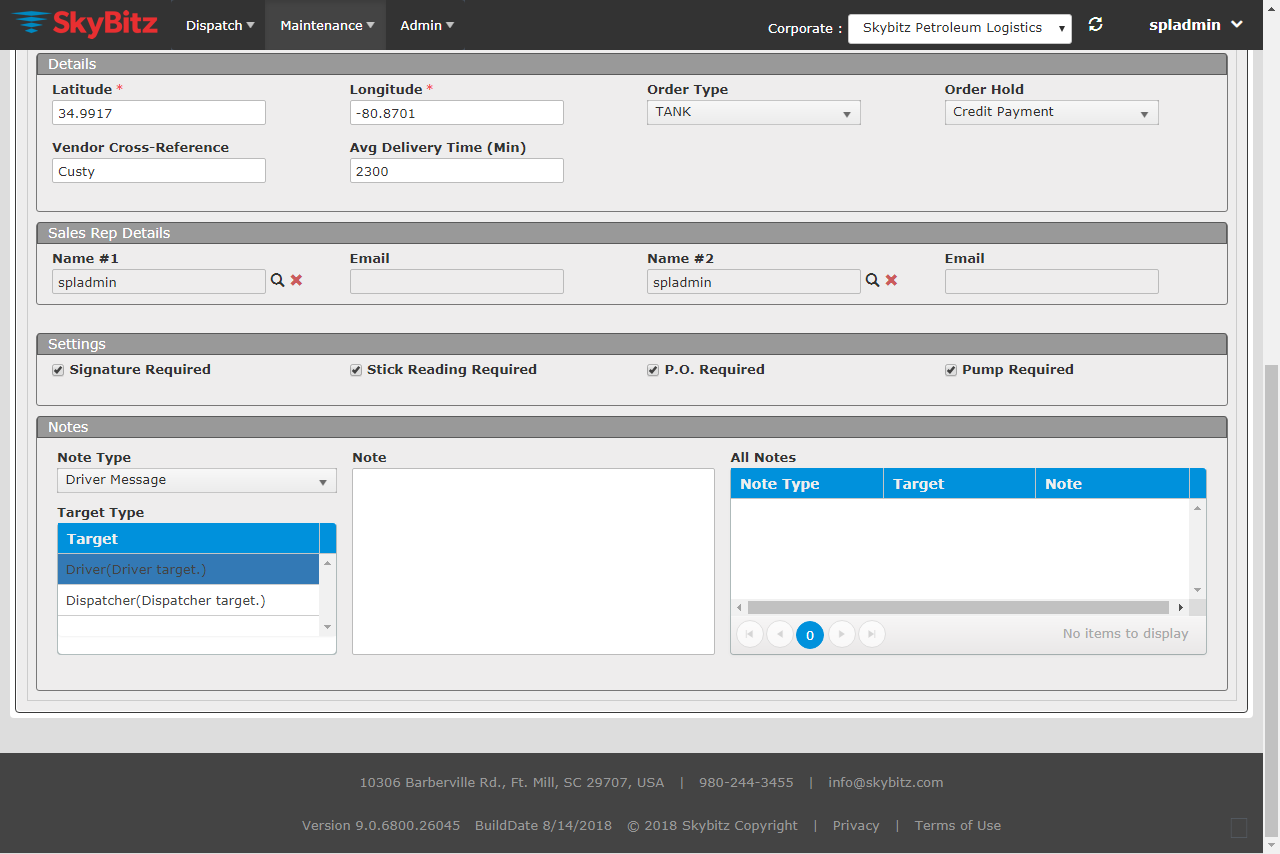 SkyBitz Dispatch Maintenance Admin Corporate : Skybitz Petroleum Logistics spladmin
Details
Latitude * Longitude * Order Type Order Hold
34.9917 -80.8701 TANK Credit Payment
Vendor Cross-Reference Avg Delivery Time (Min)
Custy 2300
Sales Rep Details
Name #1 Email Name #2 Email
spladmin spladmin
Settings
Signature Required Stick Reading Required P.O. Required Pump Required
Notes
Note Type Note All Notes
Driver Message Note Type Target Note
Target Type
Target
Driver(Driver target.)
Dispatcher(Dispatcher target.)
0 No items to display
10306 Barberville Rd., Ft. Mill, SC 29707, USA | 980-244-3455 | info@skybitz.com
Version 9.0.6800.26045 BuildDate 8/14/2018 © 2018 Skybitz Copyright | Privacy | Terms of Use